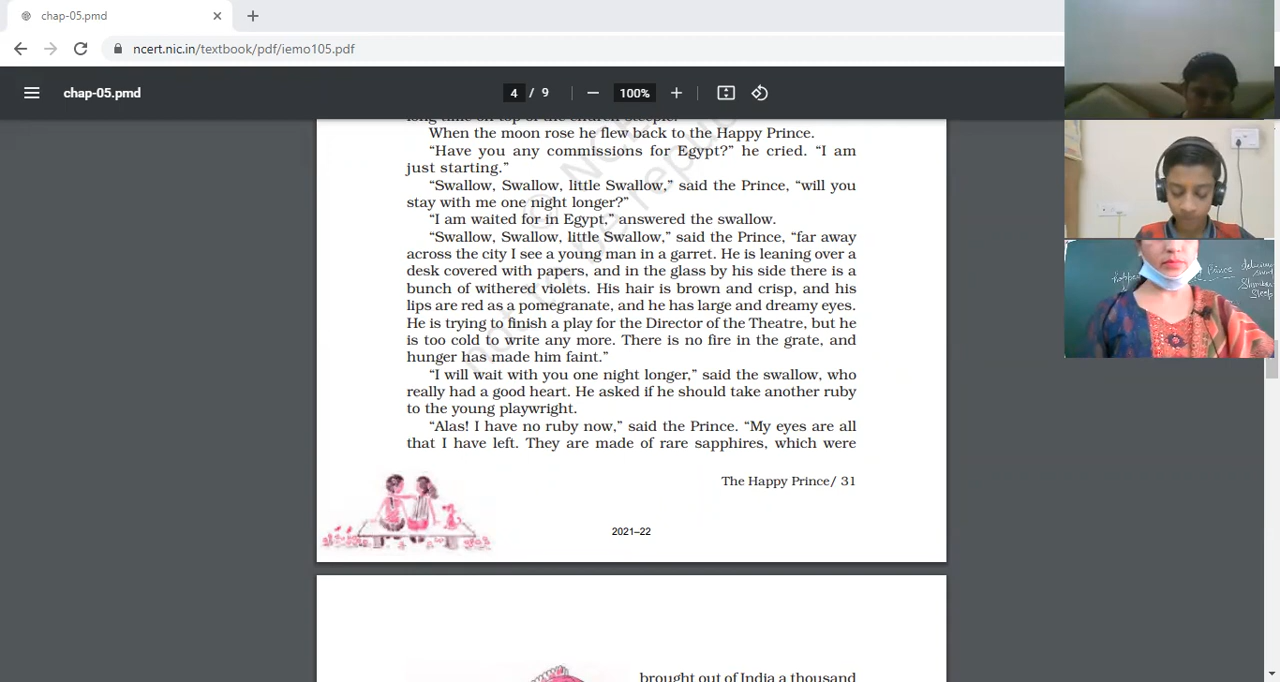 chap-05.pmd
ncert.nic.in/textbook/pdf/iemo105.pdf
chap-05.pmd
4 / 9
100%
long time on top of the church steeple.
When the moon rose he flew back to the Happy Prince.
“Have you any commissions for Egypt?” he cried. “I am
just starting.”
“Swallow, Swallow, little Swallow,” said the Prince, “will you
stay with me one night longer?”
“I am waited for in Egypt,” answered the swallow.
“Swallow, Swallow, little Swallow,” said the Prince, “far away
across the city I see a young man in a garret. He is leaning over a
desk covered with papers, and in the glass by his side there is a
bunch of withered violets. His hair is brown and crisp, and his
lips are red as a pomegranate, and he has large and dreamy eyes.
He is trying to finish a play for the Director of the Theatre, but he
is too cold to write any more. There is no fire in the grate, and
hunger has made him faint.”
“I will wait with you one night longer,” said the swallow, who
really had a good heart. He asked if he should take another ruby
to the young playwright.
“Alas! I have no ruby now,” said the Prince. “My eyes are all
that I have left. They are made of rare sapphires, which were
The Happy Prince/ 31
2021–22
brought out of India a thousand
Prince